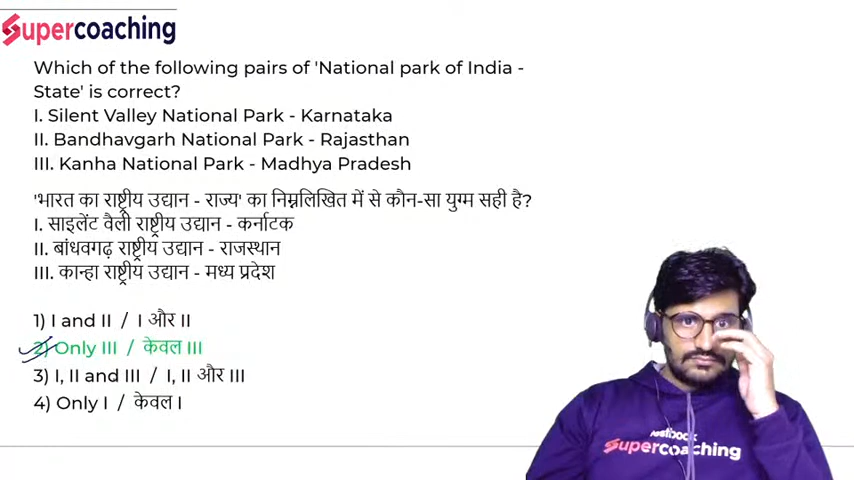 Supercoaching
Which of the following pairs of 'National park of India -
State' is correct?
I. Silent Valley National Park - Karnataka
II. Bandhavgarh National Park - Rajasthan
III. Kanha National Park - Madhya Pradesh
'भारत का राष्ट्रीय उद्यान - राज्य' का निम्नलिखित में से कौन-सा युग्म सही है?
I. साइलेंट वैली राष्ट्रीय उद्यान - कर्नाटक
II. बांधवगढ़ राष्ट्रीय उद्यान - राजस्थान
III. कान्हा राष्ट्रीय उद्यान - मध्य प्रदेश
1) I and II / I और II
2) Only III / केवल III
3) I, II and III / I, II और III
4) Only I / केवल I
testbook
Supercoaching